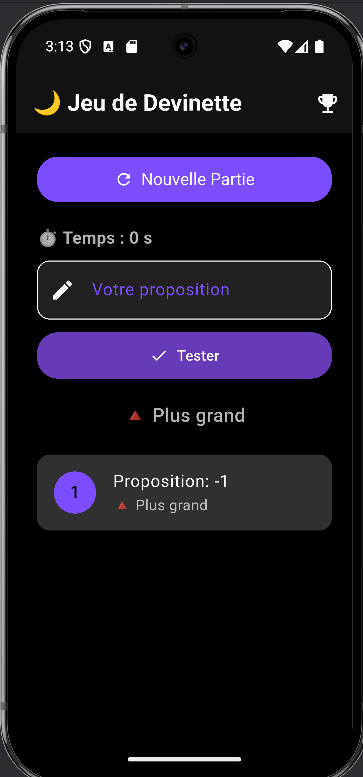 3:13
🌙 Jeu de Devinette
Nouvelle Partie
⏱ Temps : 0 s
Votre proposition
Tester
🔺 Plus grand
1
Proposition: -1
🔺 Plus grand